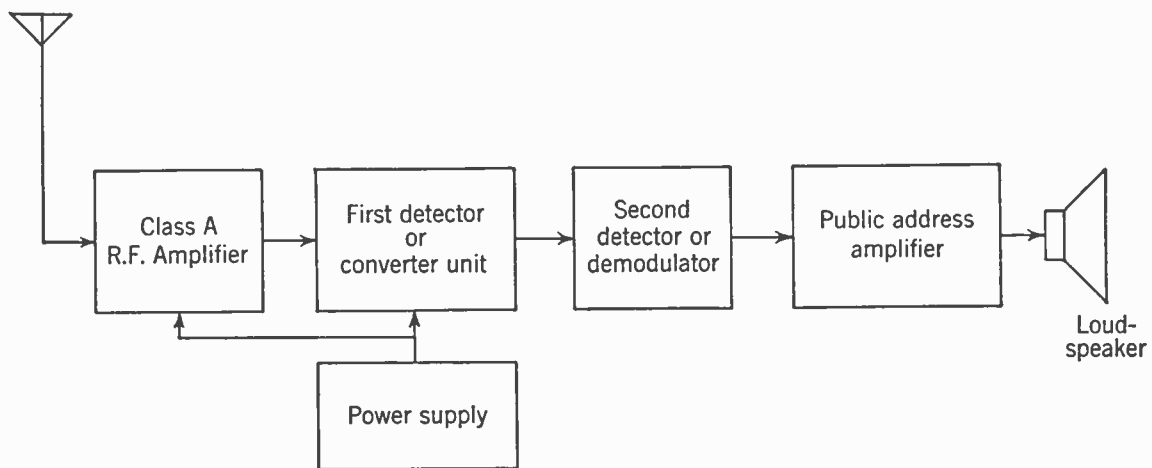 Class A
R.F. Amplifier
First detector
or
converter unit
Second
detector or
demodulator
Public address
amplifier
Loud-
speaker
Power supply